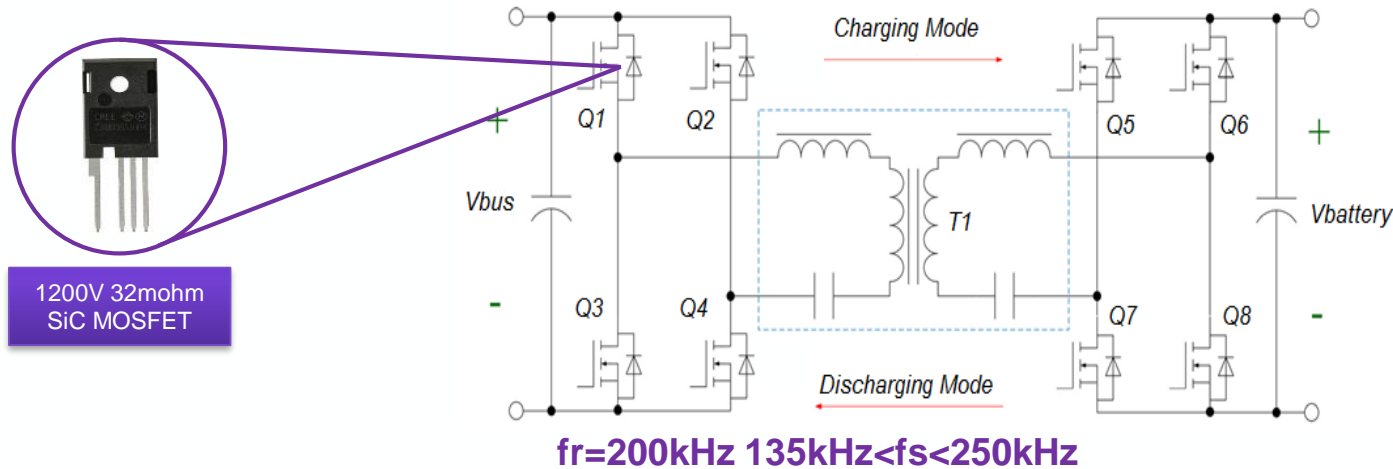 Charging Mode
CREE
Q1
Q2
Q5
Q6
+
+
Vbus
T1
Vbattery
1200V 32mohm
SiC MOSFET
-
-
Q3
Q4
Q7
Q8
Discharging Mode
fr=200kHz 135kHz<fs<250kHz